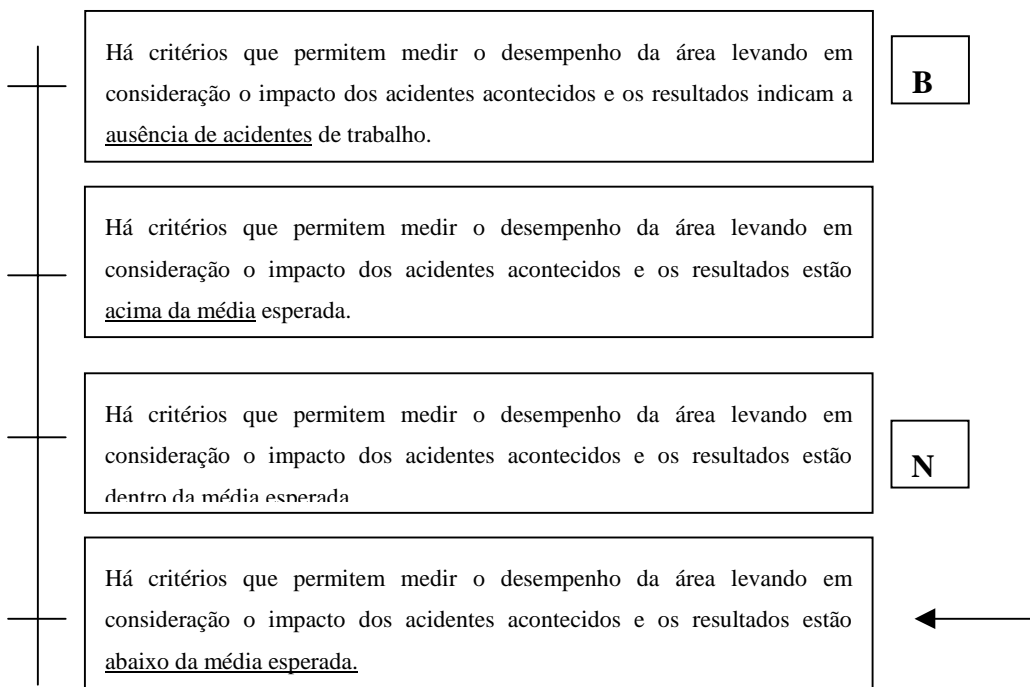 Há critérios que permitem medir o desempenho da área levando em
consideração o impacto dos acidentes acontecidos e os resultados indicam a
ausência de acidentes de trabalho.
B
Há critérios que permitem medir o desempenho da área levando em
consideração o impacto dos acidentes acontecidos e os resultados estão
acima da média esperada.
Há critérios que permitem medir o desempenho da área levando em
consideração o impacto dos acidentes acontecidos e os resultados estão
dentro da média esperada
N
Há critérios que permitem medir o desempenho da área levando em
consideração o impacto dos acidentes acontecidos e os resultados estão
abaixo da média esperada.